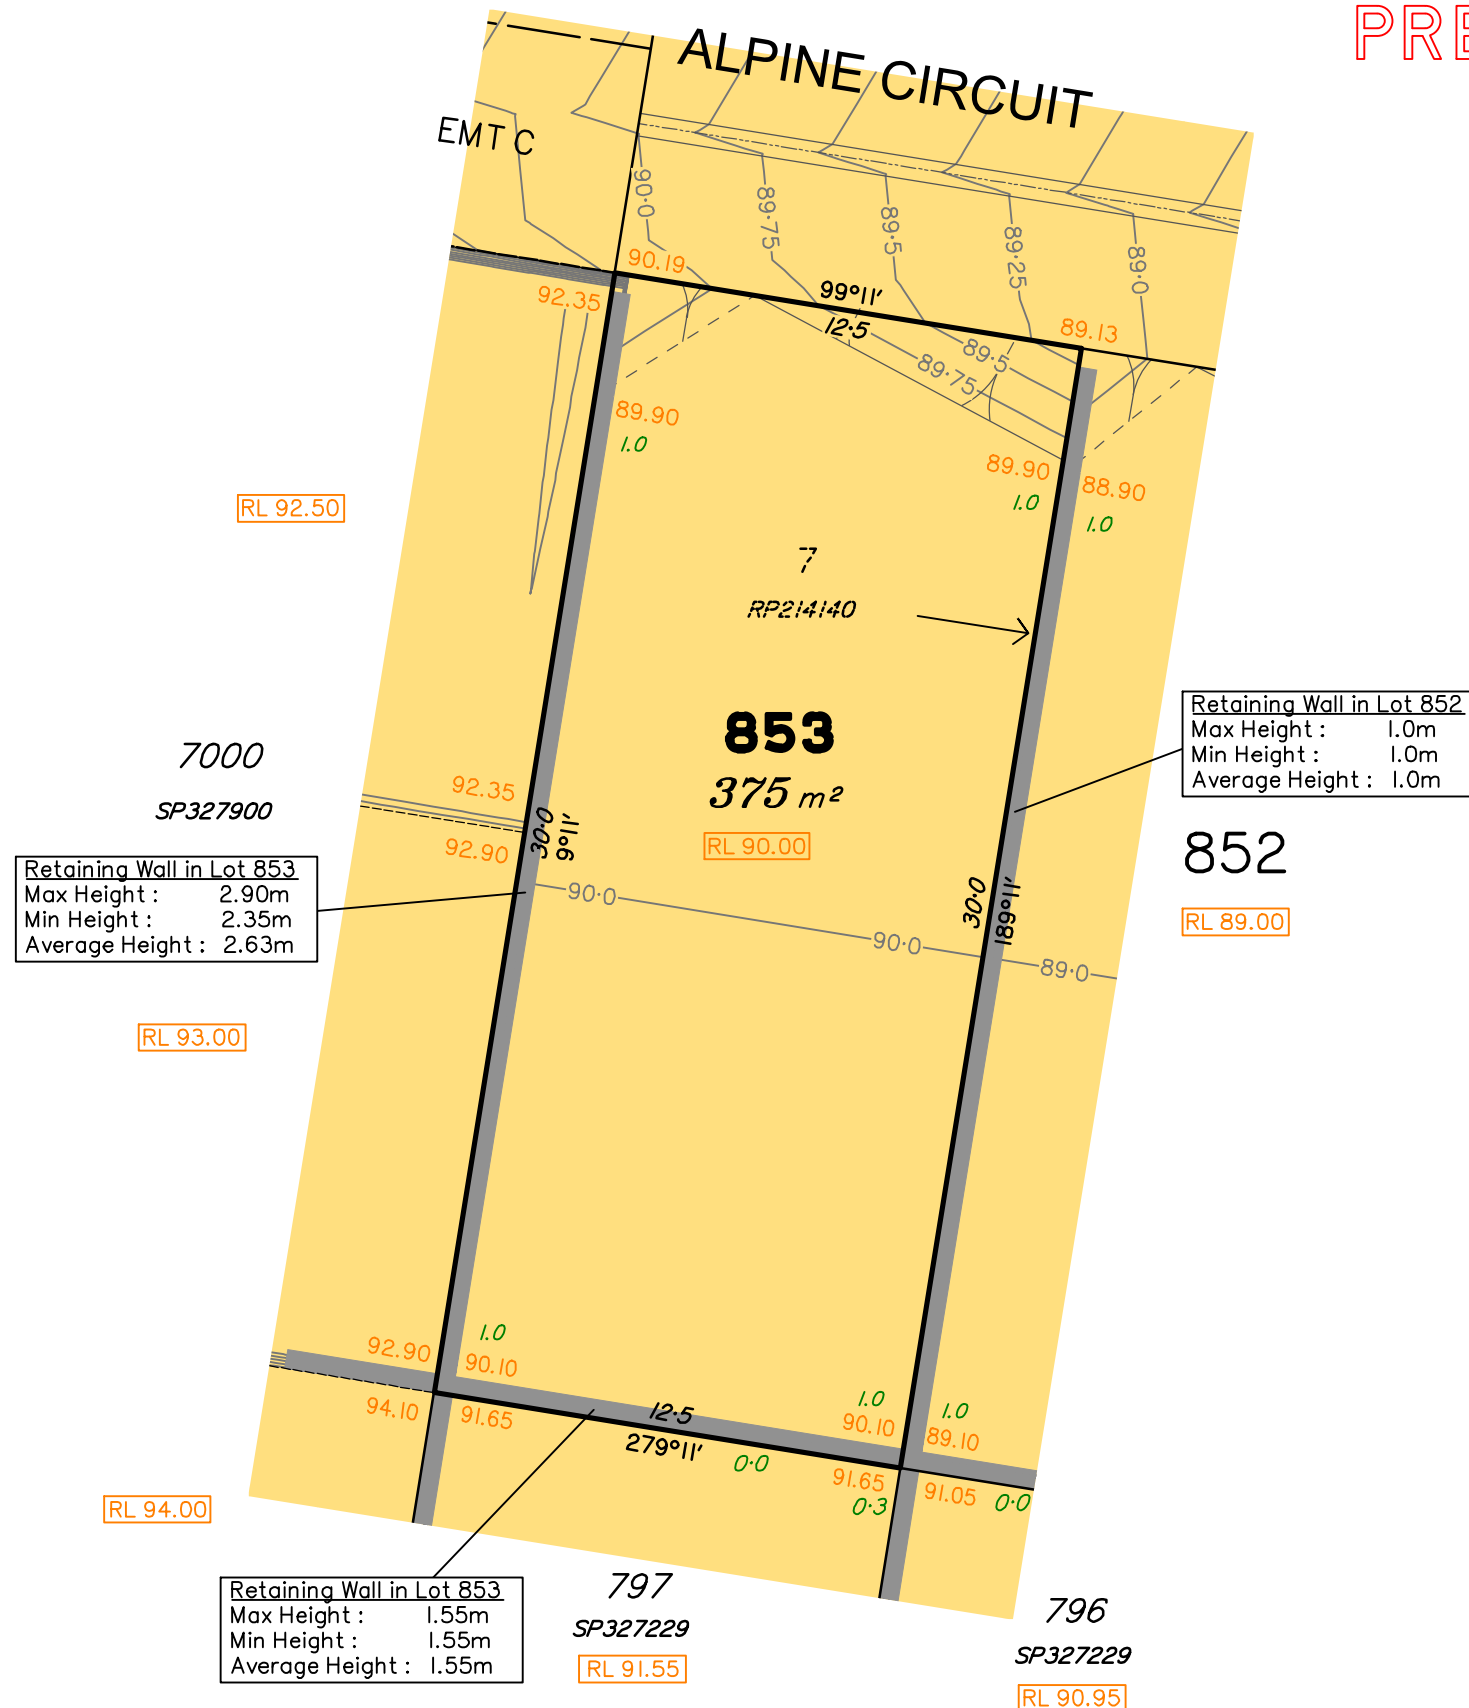 PRE
ALPINE CIRCUIT
EMT C
90·0
89·75
89·5
89·25
89·0
90.19
92.35
99°11'
12·5
89.13
89·5
89·75
89.90
1.0
89.90
1.0
88.90
1.0
RL 92.50
7
RP214140
853
375 m²
RL 90.00
Retaining Wall in Lot 852
Max Height : 1.0m
Min Height : 1.0m
Average Height : 1.0m
7000
SP327900
92.35
92.90
30·0
9°11'
852
RL 89.00
Retaining Wall in Lot 853
Max Height : 2.90m
Min Height : 2.35m
Average Height : 2.63m
90·0
90·0
30·0
189°11'
89·0
RL 93.00
92.90
1.0
90.10
94.10
91.65
12·5
279°11'
0·0
1.0
90.10
1.0
89.10
91.65
0·3
91.05
0·0
RL 94.00
Retaining Wall in Lot 853
Max Height : 1.55m
Min Height : 1.55m
Average Height : 1.55m
797
SP327229
RL 91.55
796
SP327229
RL 90.95